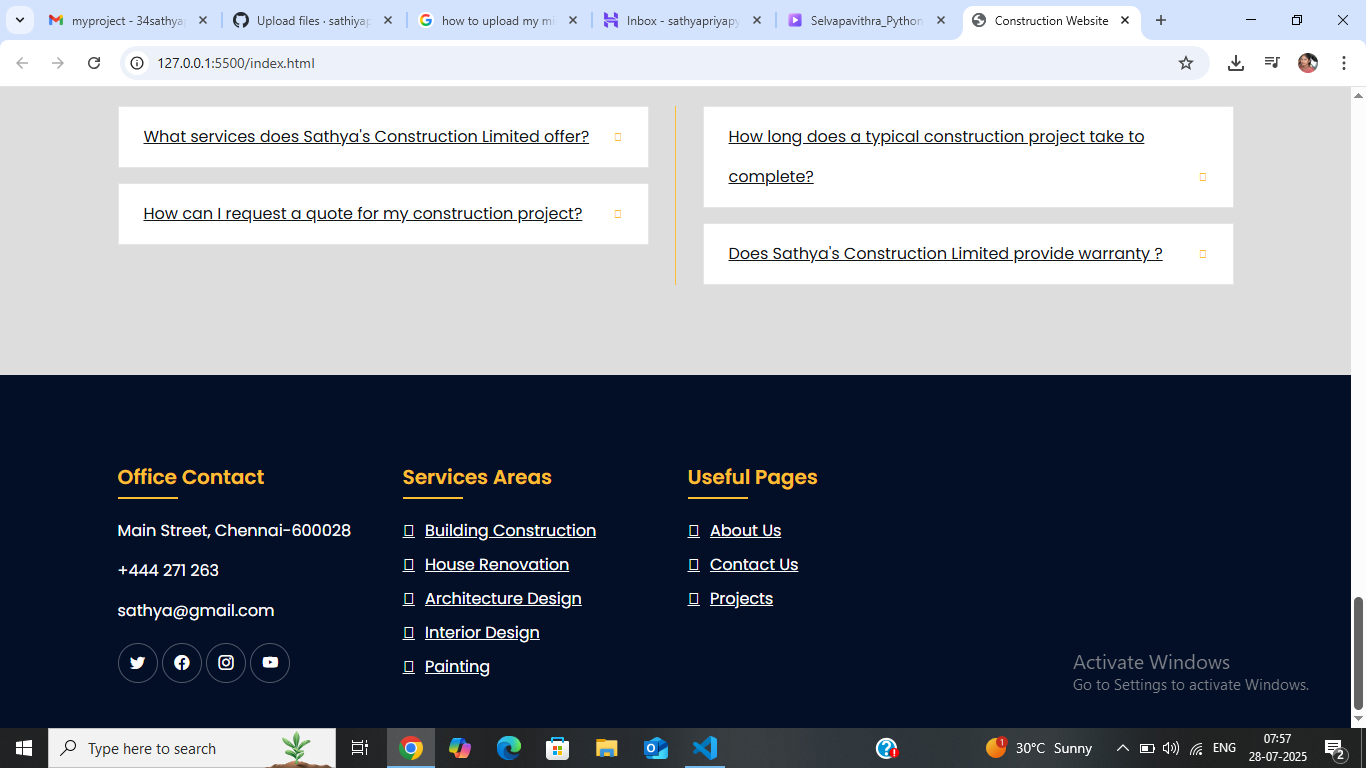 myproject - 34sathya
Upload files · sathiyap
how to upload my mi
Inbox - sathyapriyapy
Selvapavithra_Python
Construction Website
127.0.0.1:5500/index.html
What services does Sathya's Construction Limited offer?
How can I request a quote for my construction project?
How long does a typical construction project take to
complete?
Does Sathya's Construction Limited provide warranty ?
Office Contact
Main Street, Chennai-600028
+444 271 263
sathya@gmail.com
Services Areas
Building Construction
House Renovation
Architecture Design
Interior Design
Painting
Useful Pages
About Us
Contact Us
Projects
Activate Windows
Go to Settings to activate Windows.
Type here to search
1
30°C Sunny
ENG
07:57
28-07-2025
2